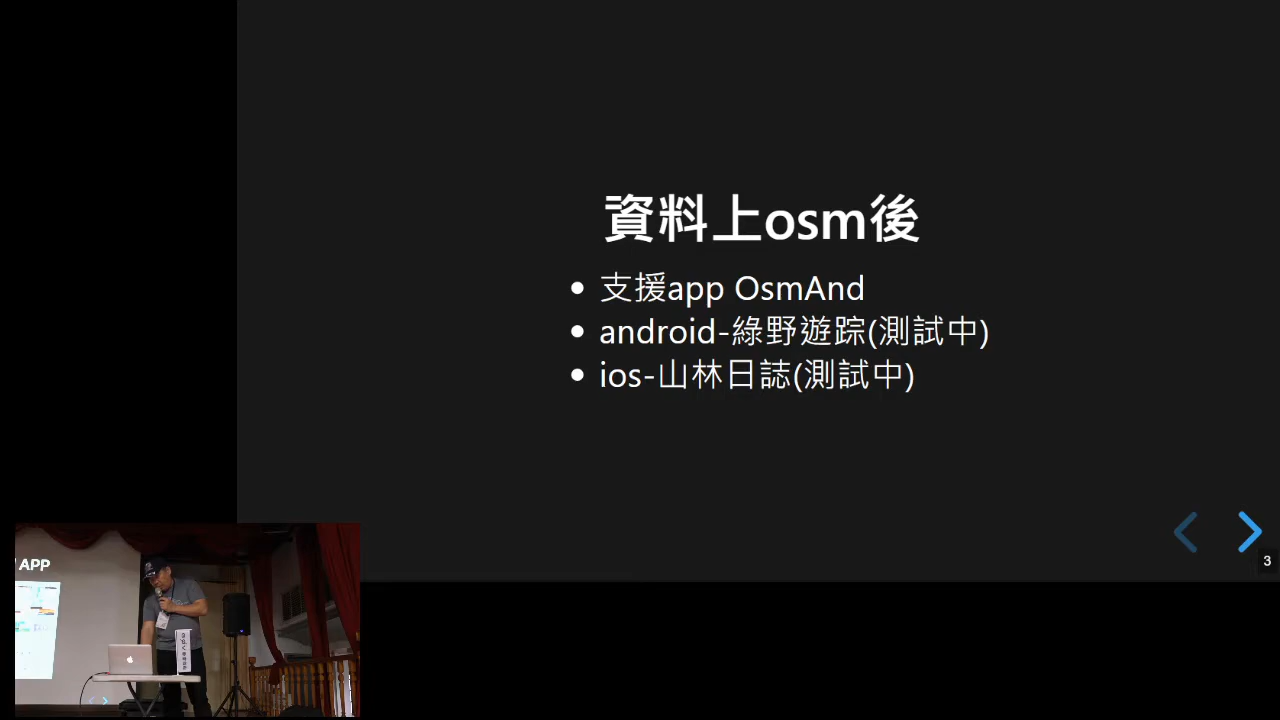 資料上osm後
支援app OsmAnd
android-綠野遊踪(測試中)
ios-山林日誌(測試中)
3
APP